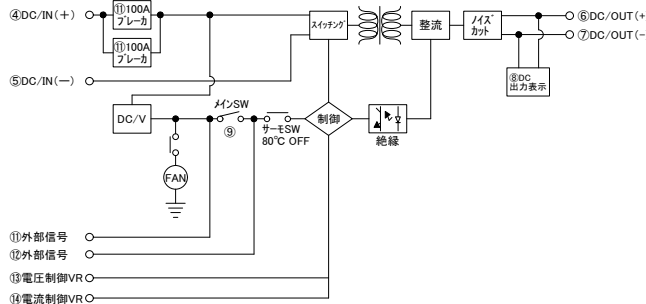 ④DC/IN(+)
⑪100A
ブレーカ
⑪100A
ブレーカ
⑤DC/IN(−)
スイッチング
整流
ノイズ
カット
⑥DC/OUT(+
⑦DC/OUT(−
⑧DC
出力表示
DC/V
メインSW
⑨
サーモSW
80℃ OFF
制御
絶縁
FAN
⑪外部信号
⑫外部信号
⑬電圧制御VR
⑭電流制御VR